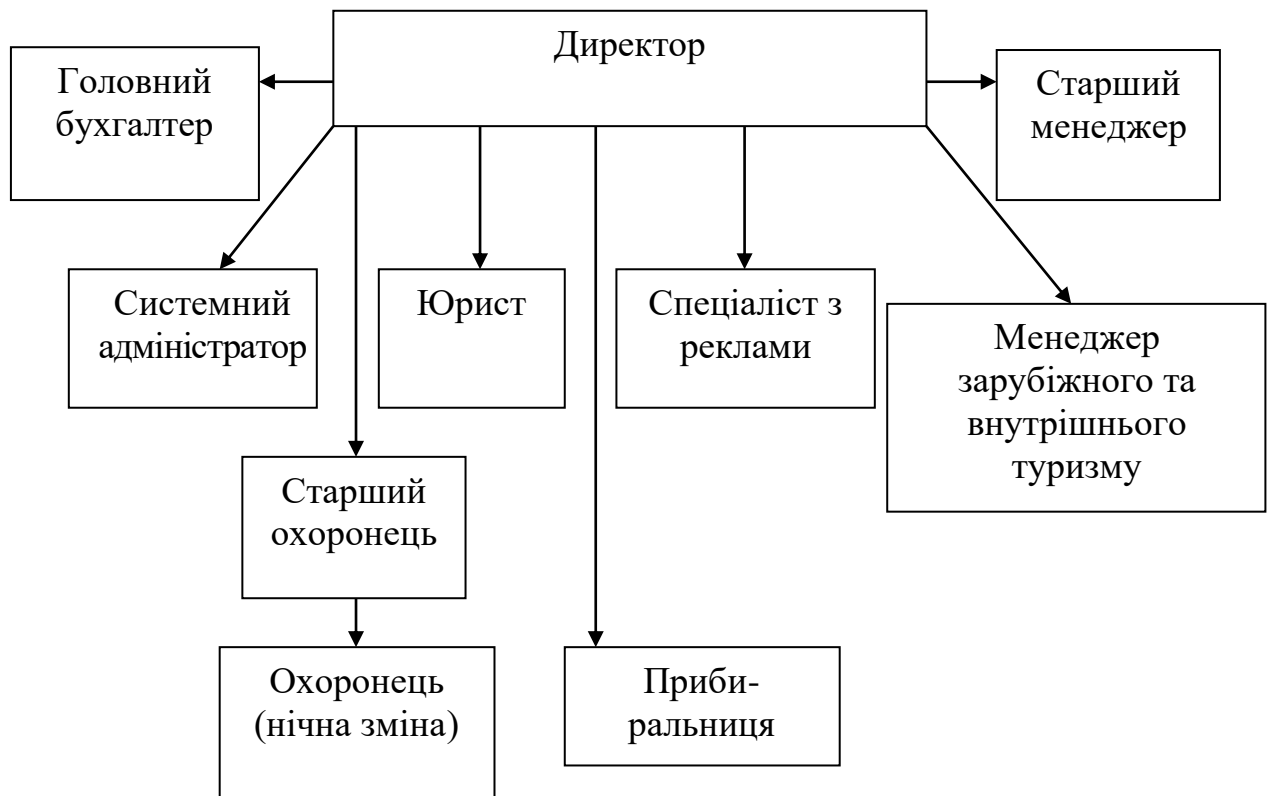 Директор
Головний
бухгалтер
Старший
менеджер
Системний
адміністратор
Юрист
Спеціаліст з
реклами
Менеджер
зарубіжного та
внутрішнього
туризму
Старший
охоронець
Охоронець
(нічна зміна)
Приби-
ральниця